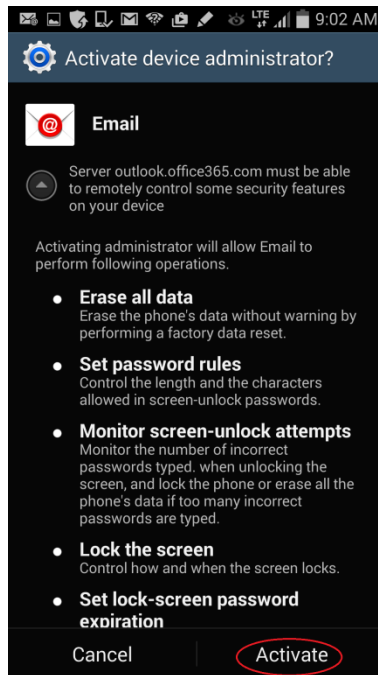 LTE 9:02 AM
Activate device administrator?
@
Email
Server outlook.office365.com must be able
to remotely control some security features
on your device
Activating administrator will allow Email to
perform following operations.
● Erase all data
Erase the phone's data without warning by
performing a factory data reset.
● Set password rules
Control the length and the characters
allowed in screen-unlock passwords.
● Monitor screen-unlock attempts
Monitor the number of incorrect
passwords typed. when unlocking the
screen, and lock the phone or erase all the
phone's data if too many incorrect
passwords are typed.
● Lock the screen
Control how and when the screen locks.
● Set lock-screen password
expiration
Cancel
Activate